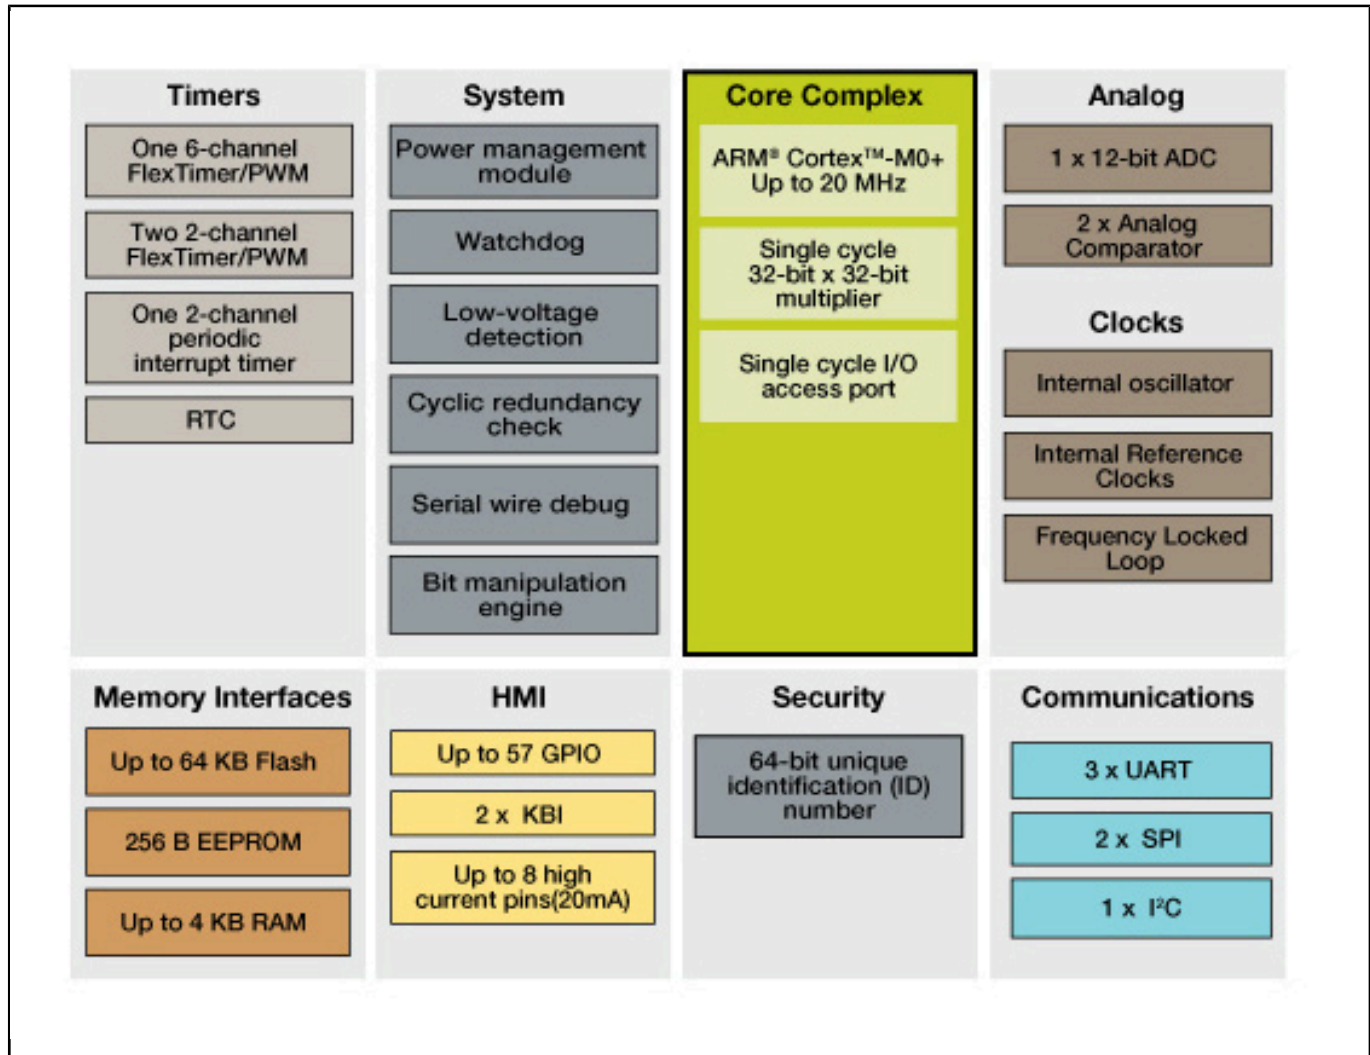 Timers
One 6-channel
FlexTimer/PWM
Two 2-channel
FlexTimer/PWM
One 2-channel
periodic
interrupt timer
RTC
System
Power management
module
Watchdog
Low-voltage
detection
Cyclic redundancy
check
Serial wire debug
Bit manipulation
engine
Core Complex
ARM® Cortex™-M0+
Up to 20 MHz
Single cycle
32-bit x 32-bit
multiplier
Single cycle I/O
access port
Analog
1 x 12-bit ADC
2 x Analog
Comparator
Clocks
Internal oscillator
Internal Reference
Clocks
Frequency Locked
Loop
Memory Interfaces
Up to 64 KB Flash
256 B EEPROM
Up to 4 KB RAM
HMI
Up to 57 GPIO
2 x KBI
Up to 8 high
current pins(20mA)
Security
64-bit unique
identification (ID)
number
Communications
3 x UART
2 x SPI
1 x I²C